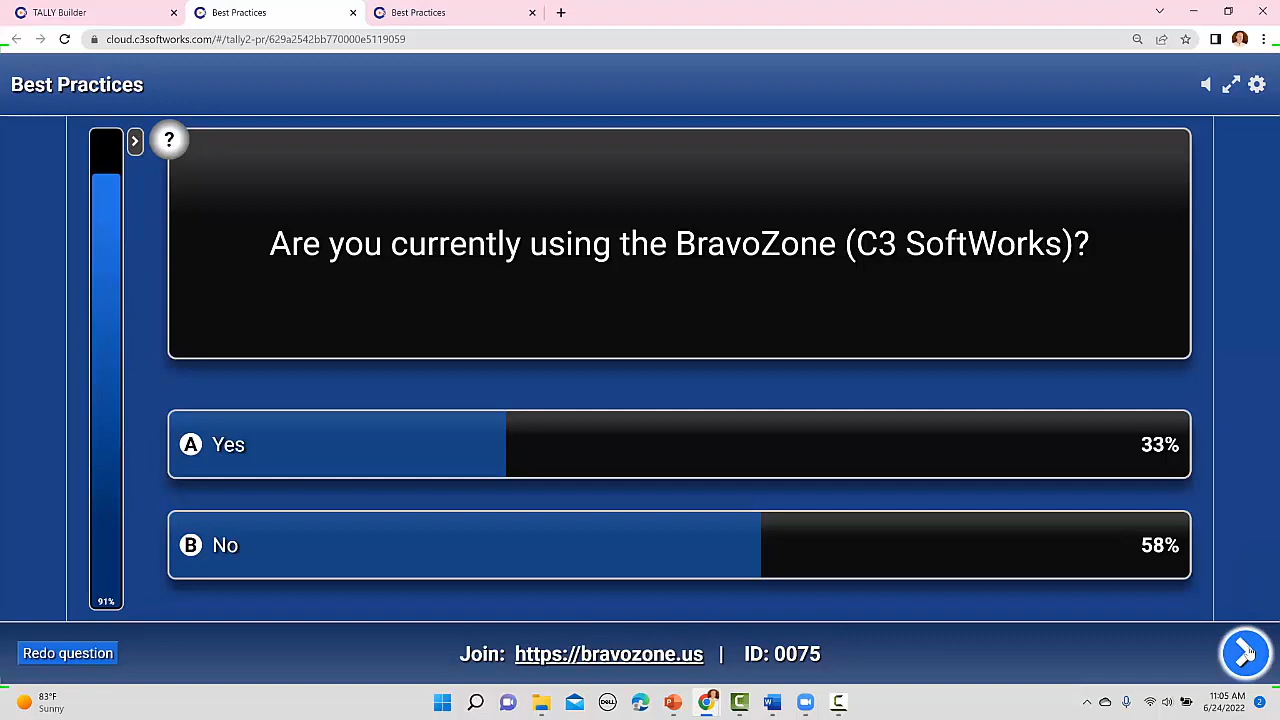 TALLY Builder
Best Practices
Best Practices
cloud.c3softworks.com/#/tally2-pr/629a2542bb770000e5119059
Best Practices
?
Are you currently using the BravoZone (C3 SoftWorks)?
A Yes 33%
B No 58%
91%
Redo question
Join: https://bravozone.us | ID: 0075
83°F
Sunny
DELL
11:05 AM
6/24/2022
2